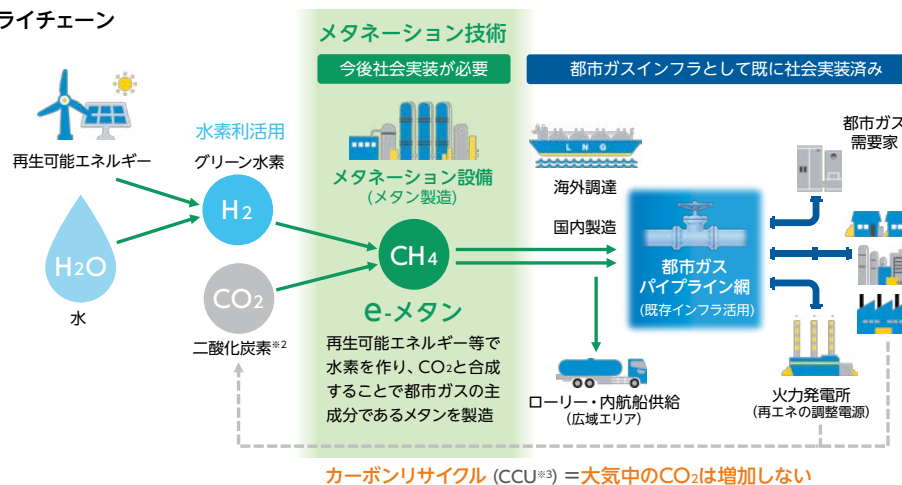 ライチェーン
メタネーション技術
今後社会実装が必要
都市ガスインフラとして既に社会実装済み
再生可能エネルギー
水素利活用
グリーン水素
H2
H2O
水
CO2
二酸化炭素※2
メタネーション設備
(メタン製造)
CH4
e-メタン
再生可能エネルギー等で
水素を作り、CO2と合成
することで都市ガスの主
成分であるメタンを製造
LNG
海外調達
国内製造
都市ガス
パイプライン網
(既存インフラ活用)
ローリー・内航船供給
(広域エリア)
都市ガス
需要家
火力発電所
(再エネの調整電源)
カーボンリサイクル (CCU※3) =大気中のCO2は増加しない